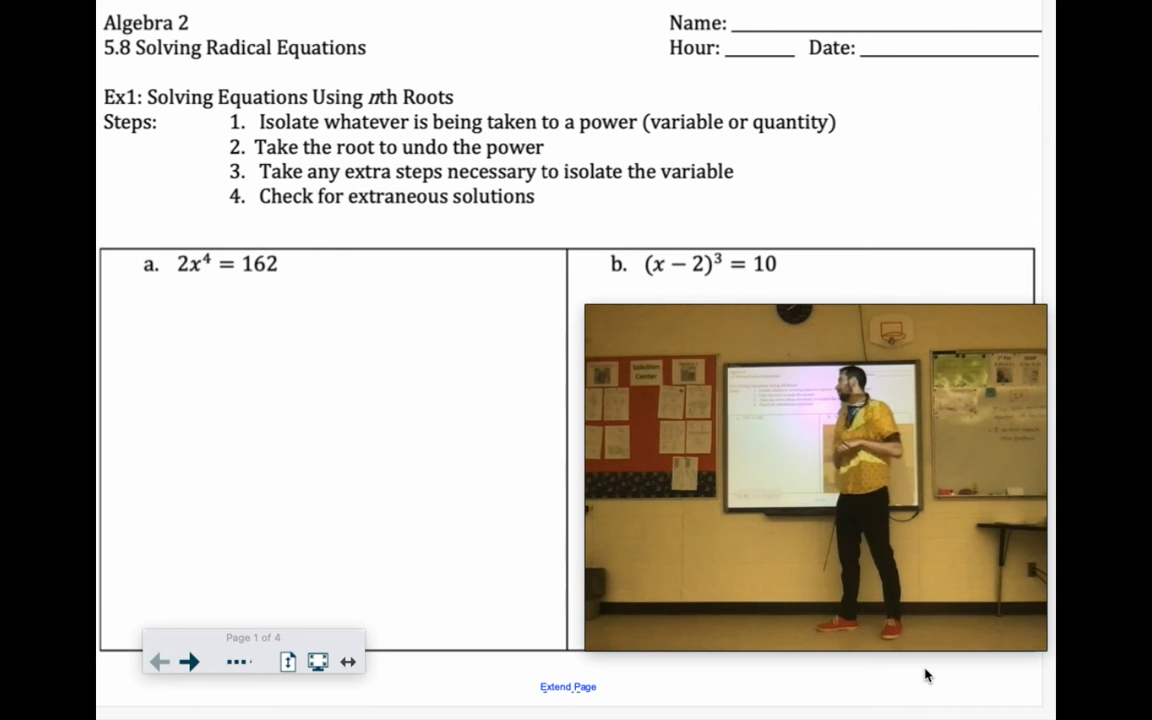 Algebra 2
Name: ____________
5.8 Solving Radical Equations
Hour: ______ Date: ____________
Ex1: Solving Equations Using nth Roots
Steps:
1. Isolate whatever is being taken to a power (variable or quantity)
2. Take the root to undo the power
3. Take any extra steps necessary to isolate the variable
4. Check for extraneous solutions
a. 2x⁴ = 162
b. (x − 2)³ = 10
Solution
Center
Page 1 of 4
Extend Page